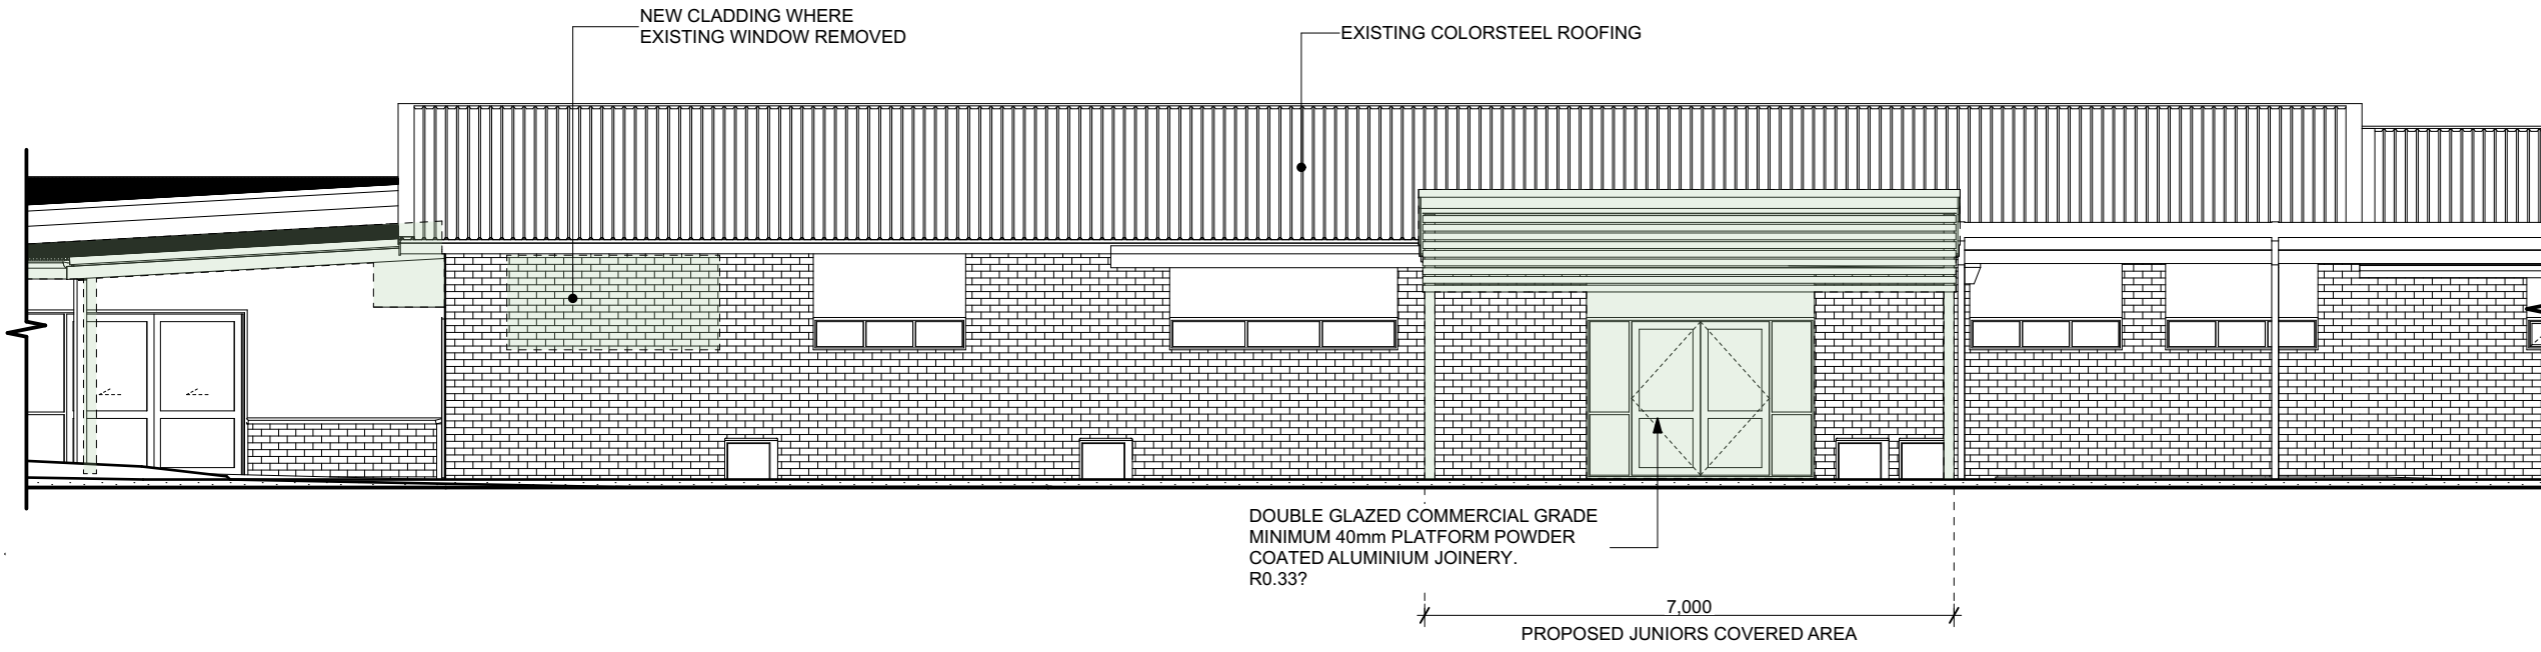 NEW CLADDING WHERE
EXISTING WINDOW REMOVED
EXISTING COLORSTEEL ROOFING
DOUBLE GLAZED COMMERCIAL GRADE
MINIMUM 40mm PLATFORM POWDER
COATED ALUMINIUM JOINERY.
R0.33?
7,000
PROPOSED JUNIORS COVERED AREA